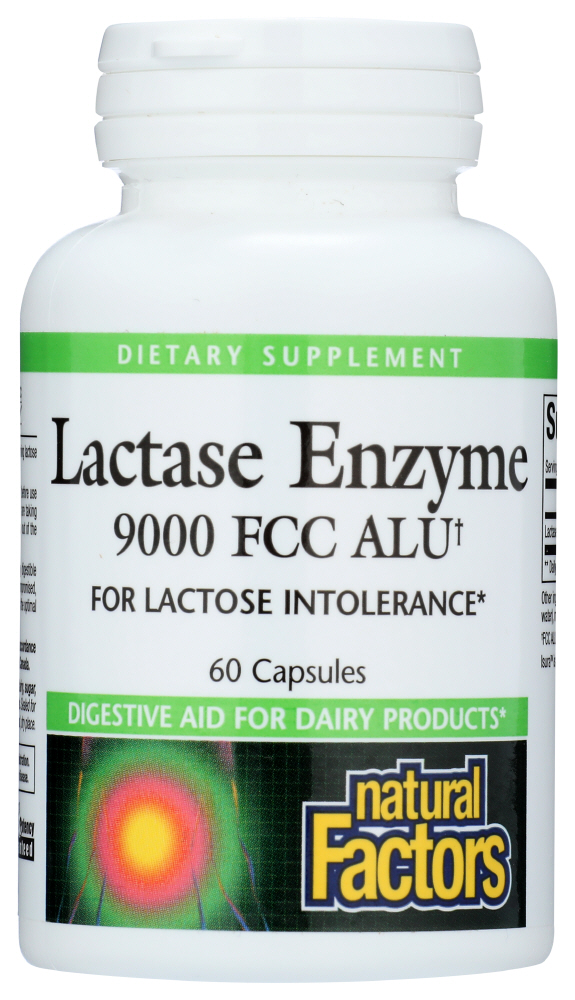 DIETARY SUPPLEMENT
Lactase Enzyme
9000 FCC ALU†
FOR LACTOSE INTOLERANCE*
60 Capsules
DIGESTIVE AID FOR DAIRY PRODUCTS*
natural
Factors